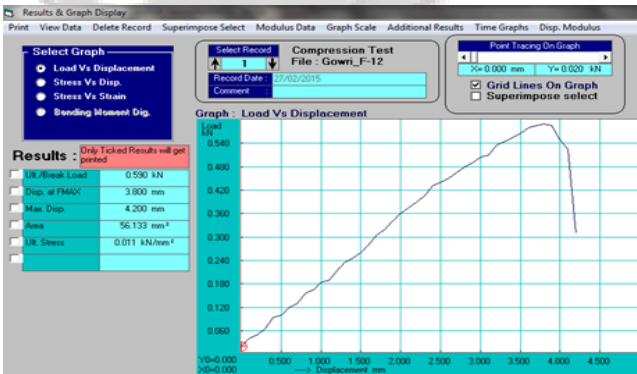 Results & Graph Display
Print View Data Delete Record Superimpose Select Modulus Data Graph Scale Additional Results Time Graphs Disp. Modulus
Select Graph
Load Vs Displacement
Stress Vs Disp.
Stress Vs Strain
Bending Moment Dig.
Select Record
1
Compression Test
File : Gowri_F-12
Record Date : 27/02/2015
Comment :
Point Tracing On Graph
X= 0.000 mm Y= 0.020 kN
Grid Lines On Graph
Superimpose select
Results : Only Ticked Results will get printed
Ult./Break Load 0.590 kN
Disp. at FMAX 3.800 mm
Max. Disp. 4.200 mm
Area 56.133 mm²
Ult. Stress 0.011 kN/mm²
Graph : Load Vs Displacement
Load
kN
0.540
0.480
0.420
0.360
0.300
0.240
0.180
0.120
0.060
Y0=0.000
X0=0.000
0.500 1.000 1.500 2.000 2.500 3.000 3.500 4.000 4.500
Displacement mm